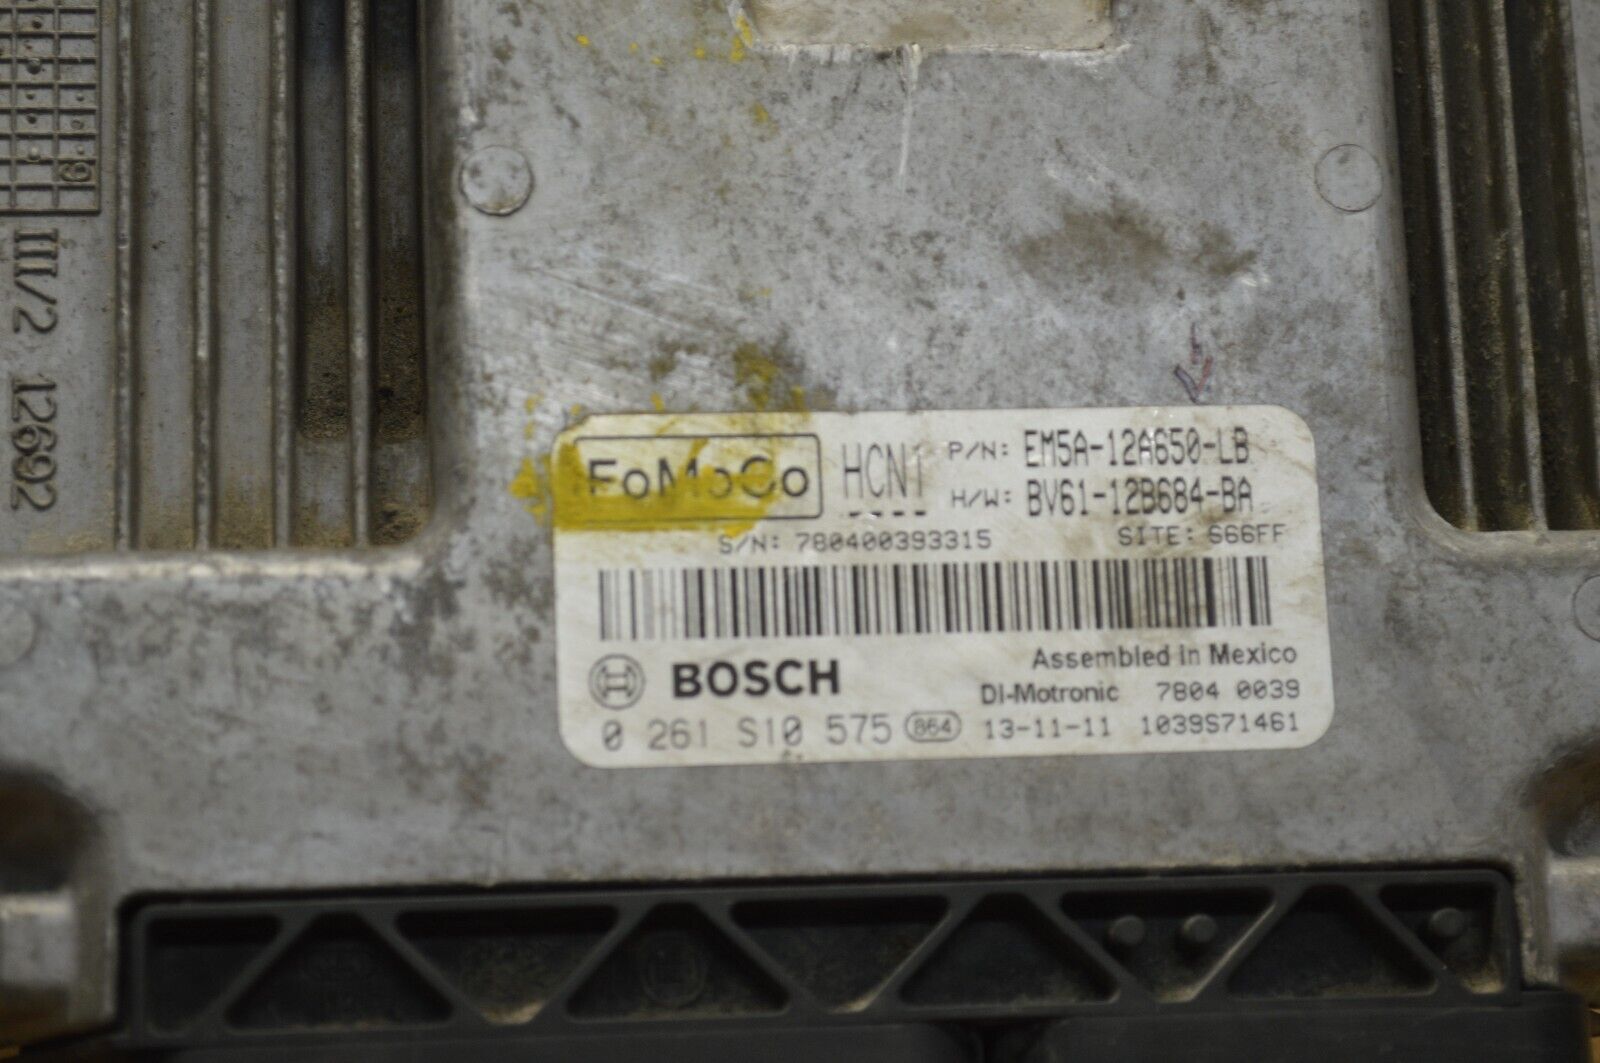 III/2 12692
FoMoCo HCN1 P/N: EM5A-12A650-LB
H/W: BV61-12B684-BA
S/N: 780400393315 SITE: 666FF
BOSCH Assembled in Mexico
DI-Motronic 7804 0039
0 261 S10 575 864 13-11-11 1039S71461